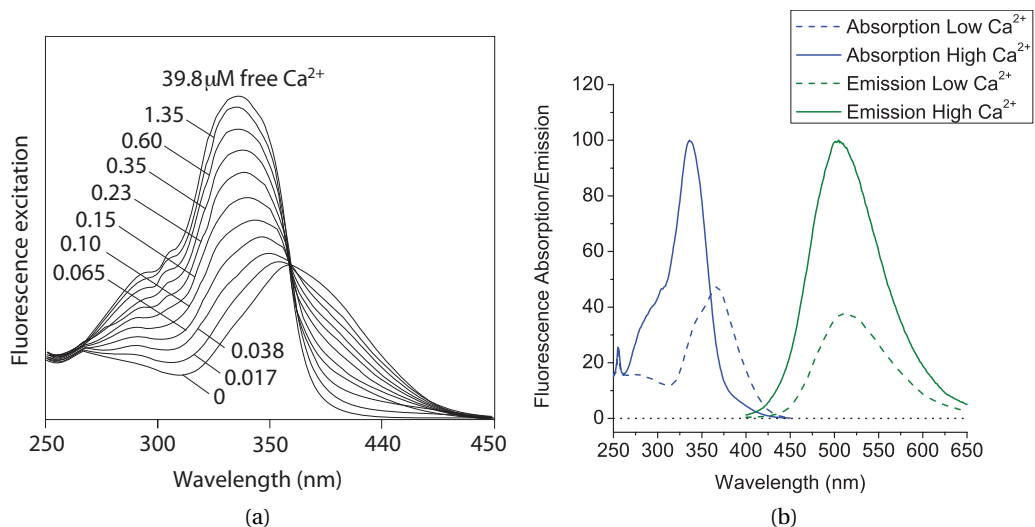 39.8μM free Ca²⁺
1.35
0.60
0.35
0.23
0.15
0.10
0.065
0.038
0.017
0
Fluorescence excitation
250 300 350 440 450
Wavelength (nm)
(a)
Absorption Low Ca²⁺
Absorption High Ca²⁺
Emission Low Ca²⁺
Emission High Ca²⁺
120
100
80
60
40
20
0
Fluorescence Absorption/Emission
250 300 350 400 450 500 550 600 650
Wavelength (nm)
(b)